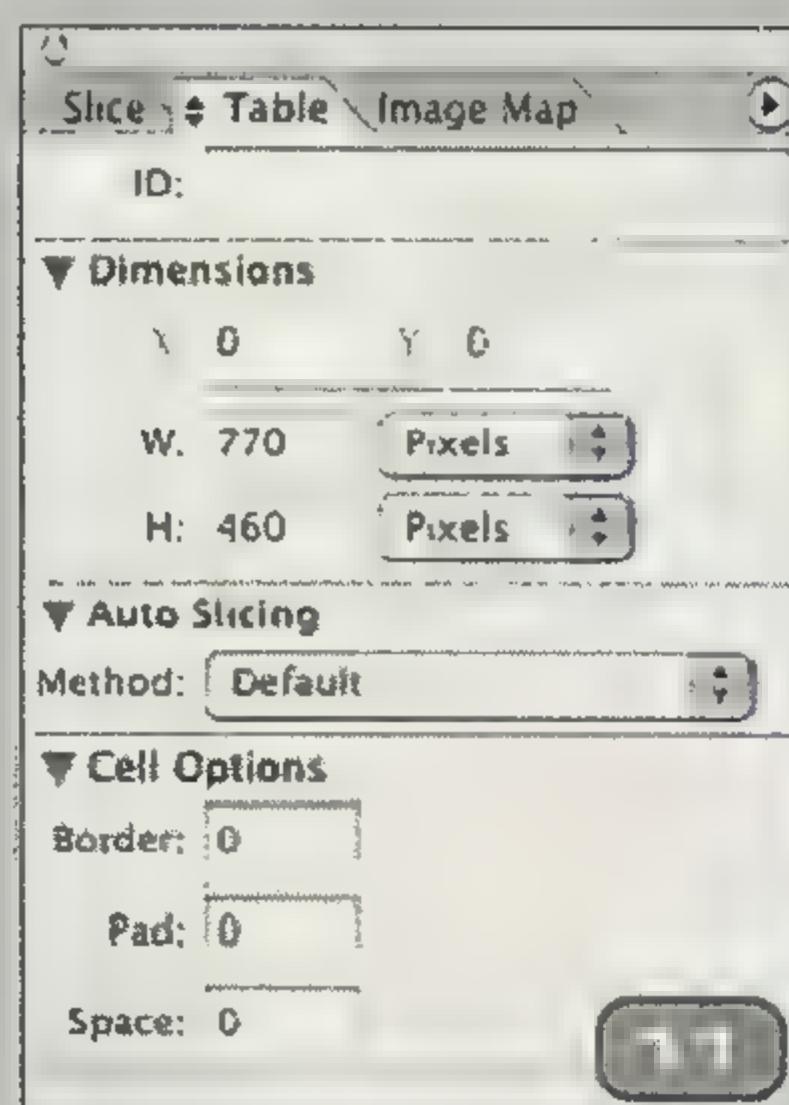 Slice Table Image Map
ID:
Dimensions
X 0 Y 0
W. 770 Pixels
H: 460 Pixels
Auto Slicing
Method: Default
Cell Options
Border: 0
Pad: 0
Space: 0